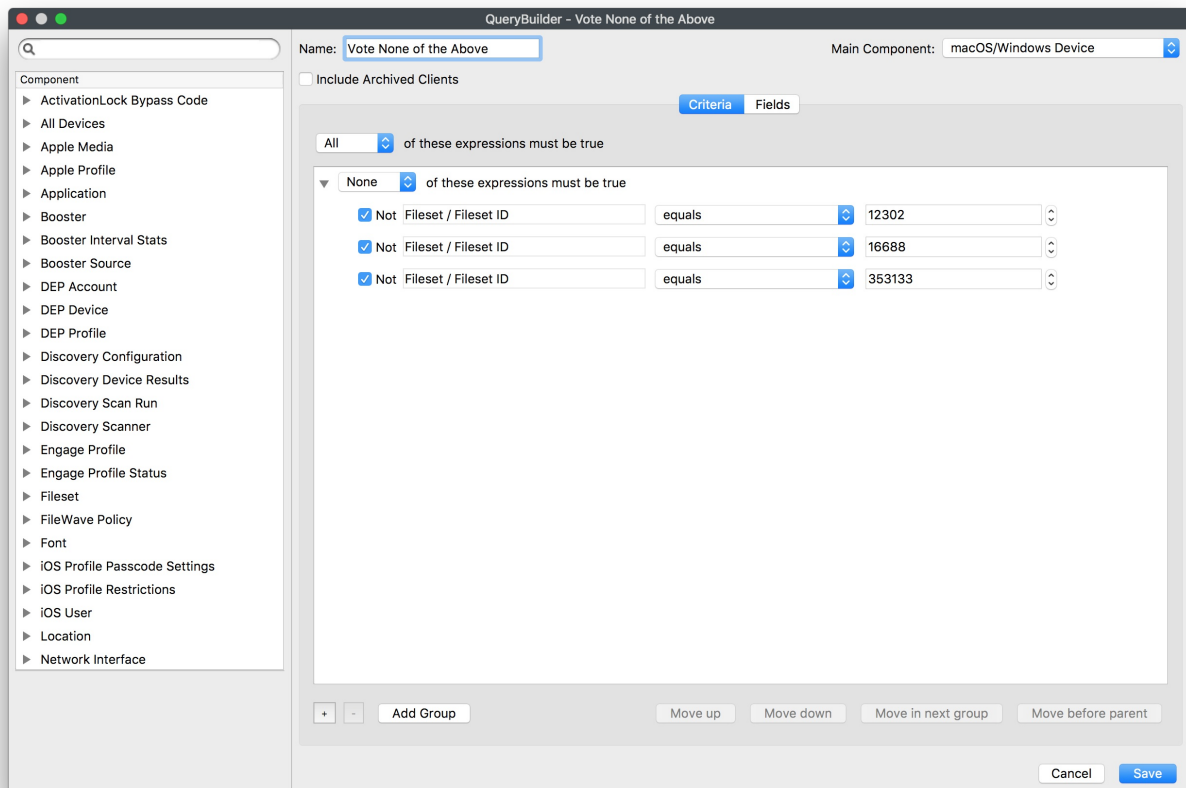 QueryBuilder - Vote None of the Above
Name: Vote None of the Above
Main Component: macOS/Windows Device
Include Archived Clients
Component
ActivationLock Bypass Code
All Devices
Apple Media
Apple Profile
Application
Booster
Booster Interval Stats
Booster Source
DEP Account
DEP Device
DEP Profile
Discovery Configuration
Discovery Device Results
Discovery Scan Run
Discovery Scanner
Engage Profile
Engage Profile Status
Fileset
FileWave Policy
Font
iOS Profile Passcode Settings
iOS Profile Restrictions
iOS User
Location
Network Interface
Criteria Fields
All of these expressions must be true
None of these expressions must be true
Not Fileset / Fileset ID equals 12302
Not Fileset / Fileset ID equals 16688
Not Fileset / Fileset ID equals 353133
+ - Add Group Move up Move down Move in next group Move before parent
Cancel Save